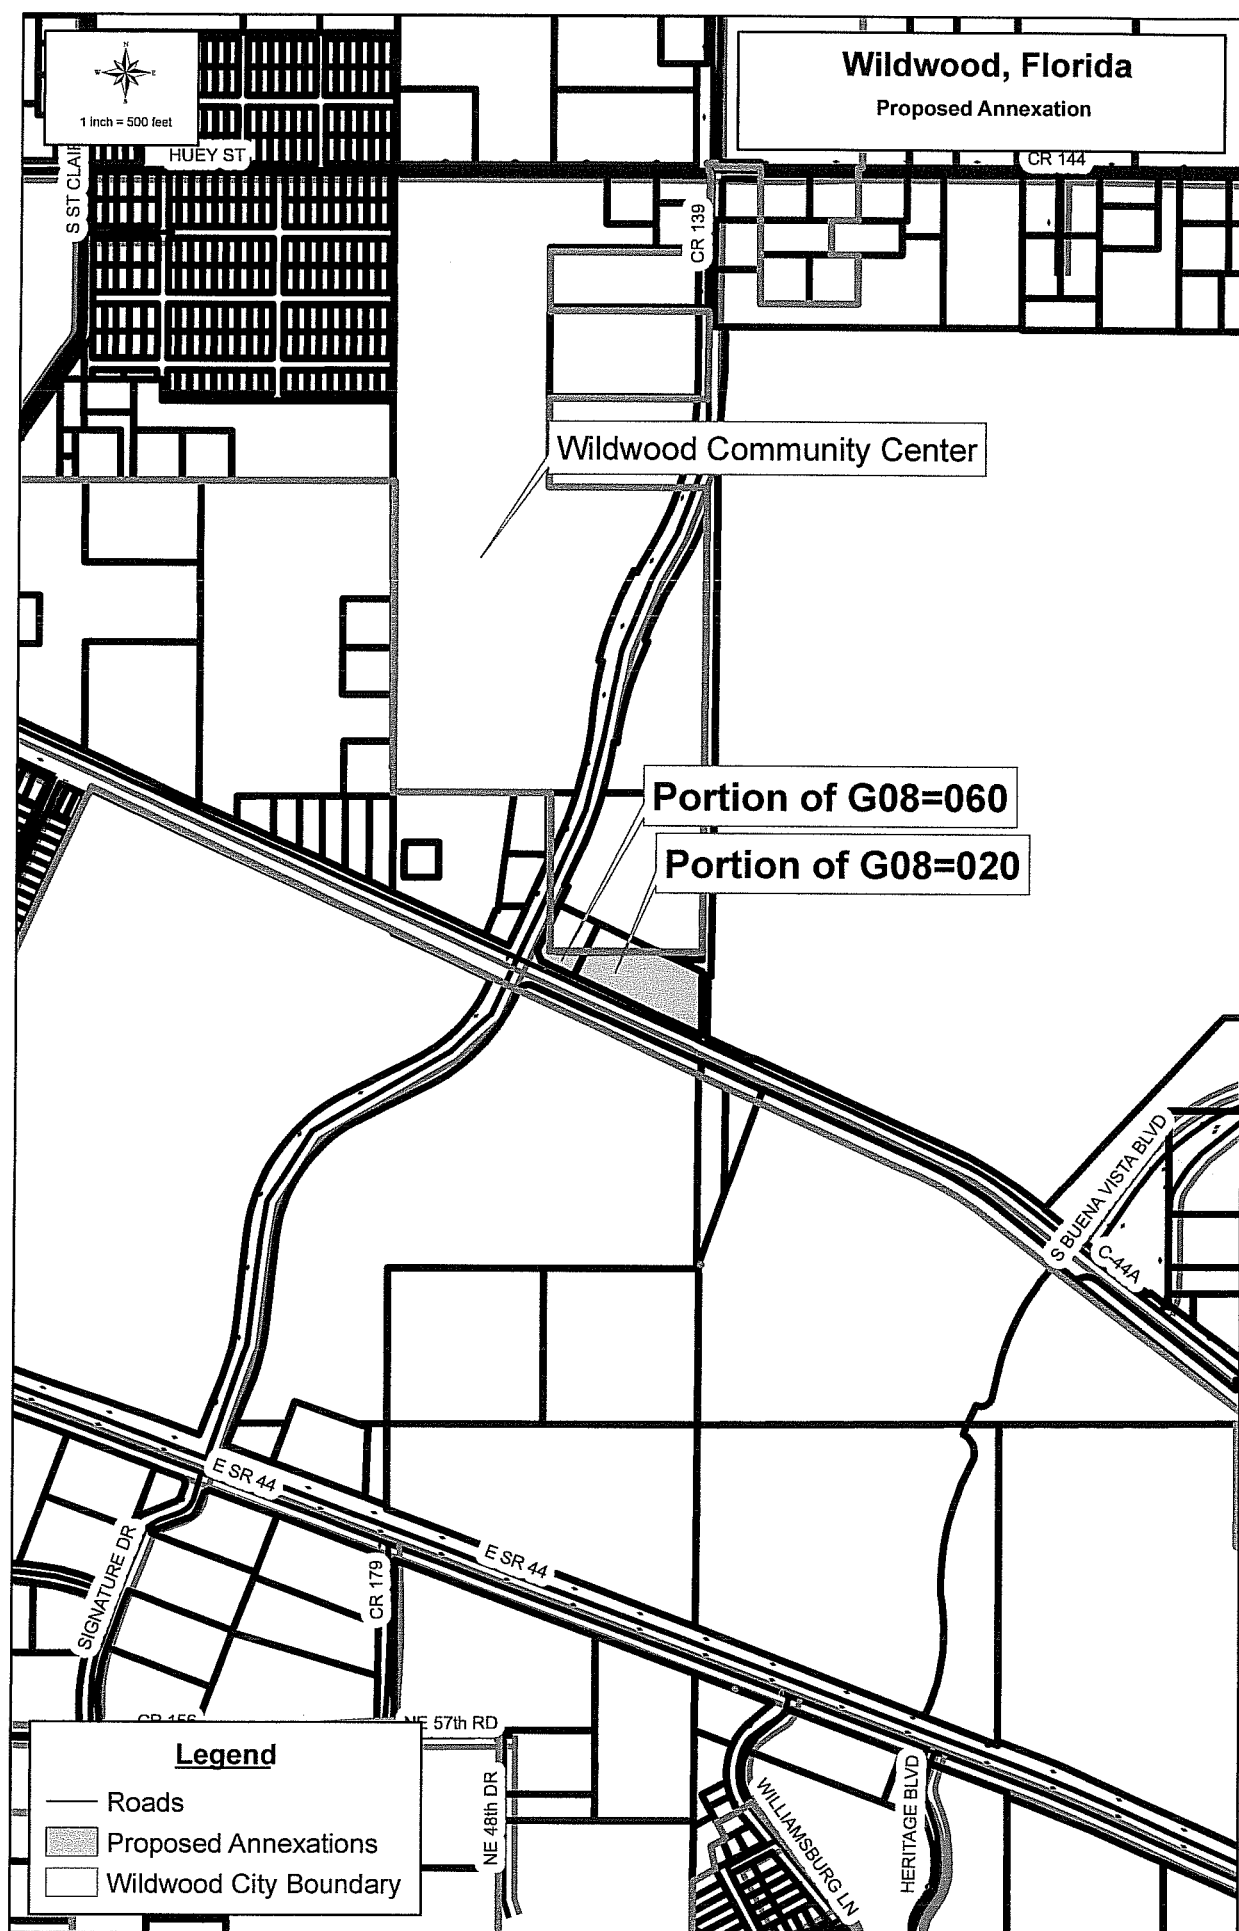 Wildwood, Florida
Proposed Annexation
N
W
E
S
1 inch = 500 feet
HUEY ST
S ST CLAIR
CR 144
CR 139
Wildwood Community Center
Portion of G08=060
Portion of G08=020
S BUENA VISTA BLVD
C-44A
E SR 44
E SR 44
SIGNATURE DR
CR 179
CR 156
NE 57th RD
NE 48th DR
WILLIAMSBURG LN
HERITAGE BLVD
Legend
Roads
Proposed Annexations
Wildwood City Boundary